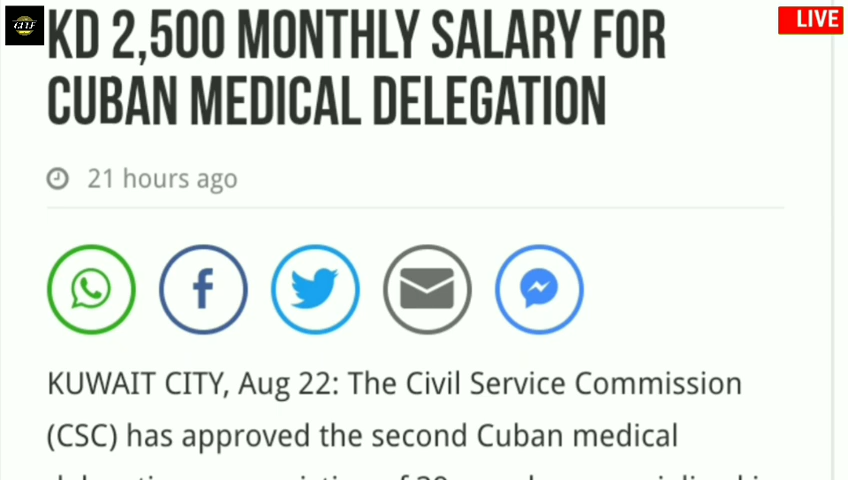 LIVE
KD 2,500 MONTHLY SALARY FOR
CUBAN MEDICAL DELEGATION
21 hours ago
KUWAIT CITY, Aug 22: The Civil Service Commission
(CSC) has approved the second Cuban medical